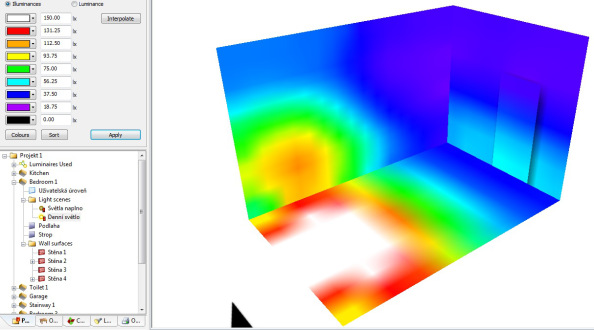 Illuminances Luminance
150.00 lx Interpolate
131.25 lx
112.50 lx
93.75 lx
75.00 lx
56.25 lx
37.50 lx
18.75 lx
0.00 lx
Colours Sort Apply
Projekt 1
Luminaires Used
Kitchen
Bedroom 1
Uživatelská úroveň
Light scenes
Světla naplno
Denní světlo
Podlaha
Strop
Wall surfaces
Stěna 1
Stěna 2
Stěna 3
Stěna 4
Toilet 1
Garage
Stairway 1
P... O... C... L... O...